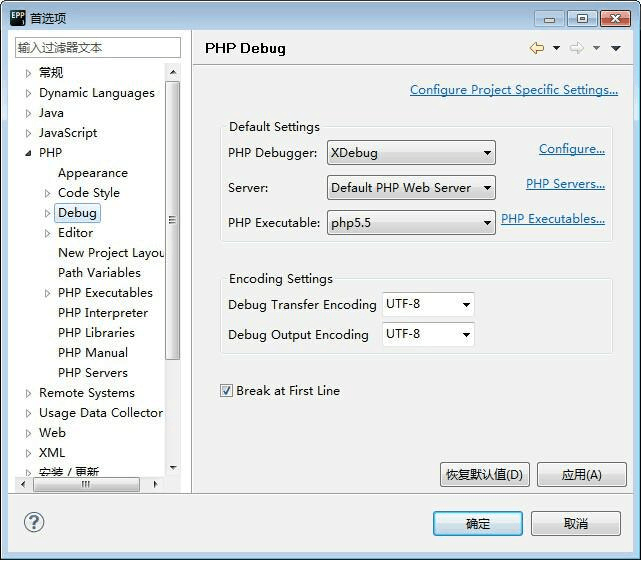 EPP
首选项
输入过滤器文本
常规
Dynamic Languages
Java
JavaScript
PHP
Appearance
Code Style
Debug
Editor
New Project Layou
Path Variables
PHP Executables
PHP Interpreter
PHP Libraries
PHP Manual
PHP Servers
Remote Systems
Usage Data Collector
Web
XML
安装 / 更新
PHP Debug
Configure Project Specific Settings...
Default Settings
PHP Debugger: XDebug Configure...
Server: Default PHP Web Server PHP Servers...
PHP Executable: php5.5 PHP Executables...
Encoding Settings
Debug Transfer Encoding UTF-8
Debug Output Encoding UTF-8
Break at First Line
恢复默认值(D) 应用(A)
确定 取消